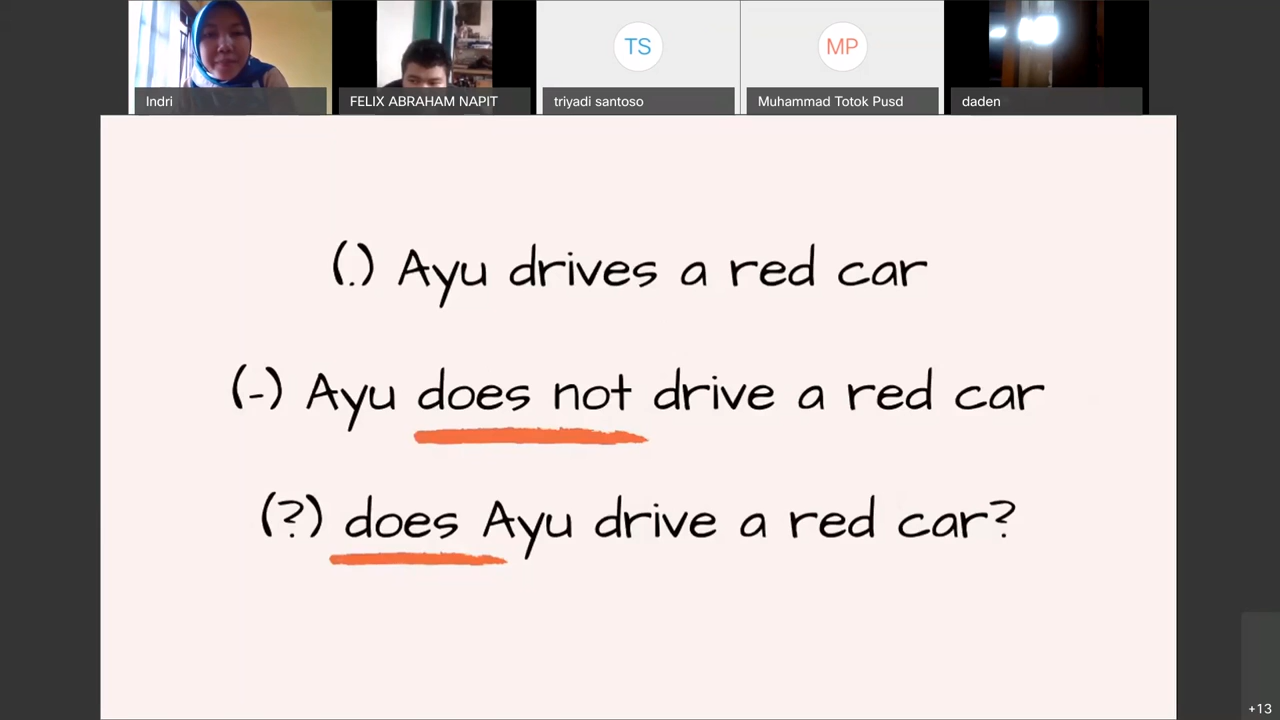 Indri
FELIX ABRAHAM NAPIT
TS
triyadi santoso
MP
Muhammad Totok Pusd
daden
(.) Ayu drives a red car
(-) Ayu does not drive a red car
(?) does Ayu drive a red car?
+13